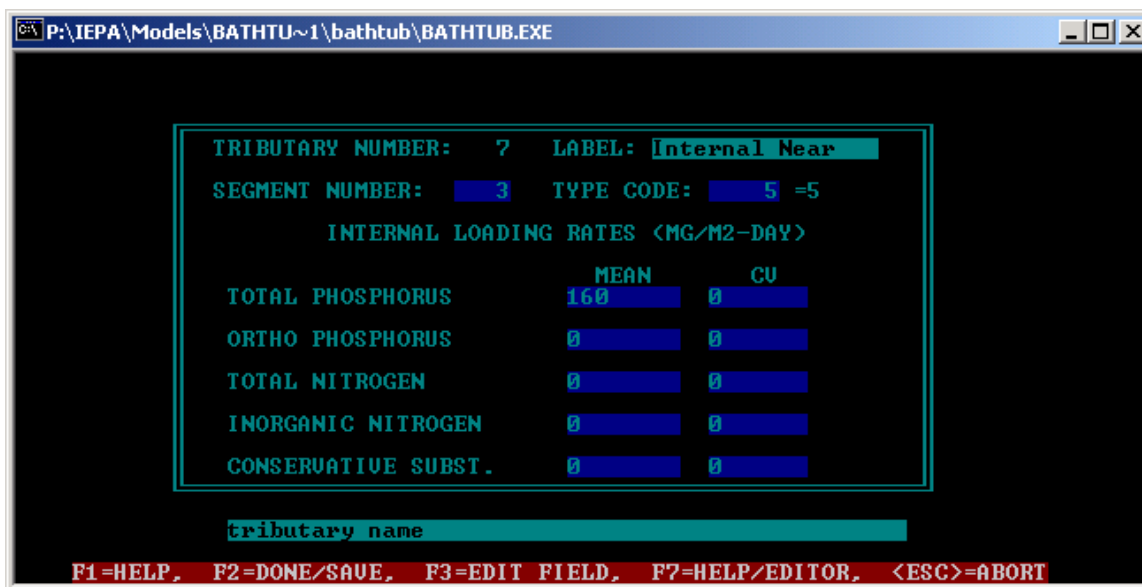 P:\IEPA\Models\BATHTU~1\bathtub\BATHTUB.EXE
TRIBUTARY NUMBER: 7 LABEL: Internal Near
SEGMENT NUMBER: 3 TYPE CODE: 5 =5
INTERNAL LOADING RATES <MG/M2-DAY>
MEAN CV
TOTAL PHOSPHORUS 160 0
ORTHO PHOSPHORUS 0 0
TOTAL NITROGEN 0 0
INORGANIC NITROGEN 0 0
CONSERVATIVE SUBST. 0 0
tributary name
F1=HELP, F2=DONE/SAVE, F3=EDIT FIELD, F7=HELP/EDITOR, <ESC>=ABORT